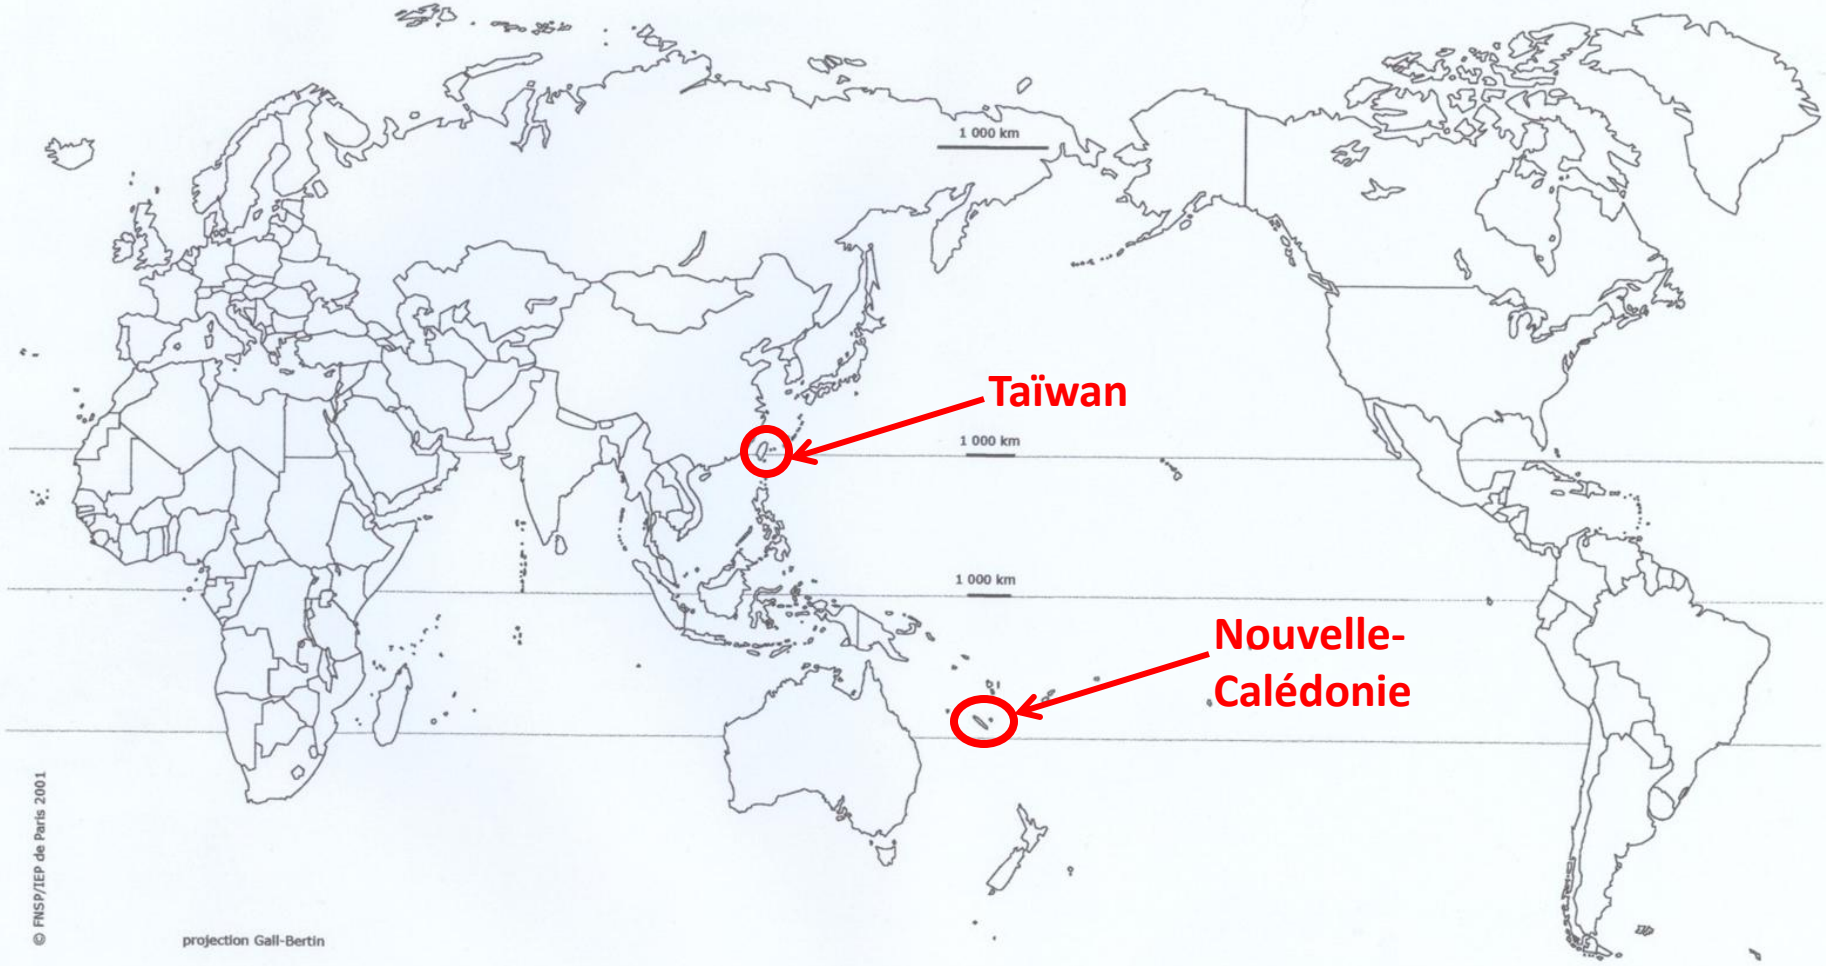 1 000 km
Taïwan
1 000 km
1 000 km
Nouvelle-
Calédonie
© FNSP/IEP de Paris 2001
projection Gall-Bertin